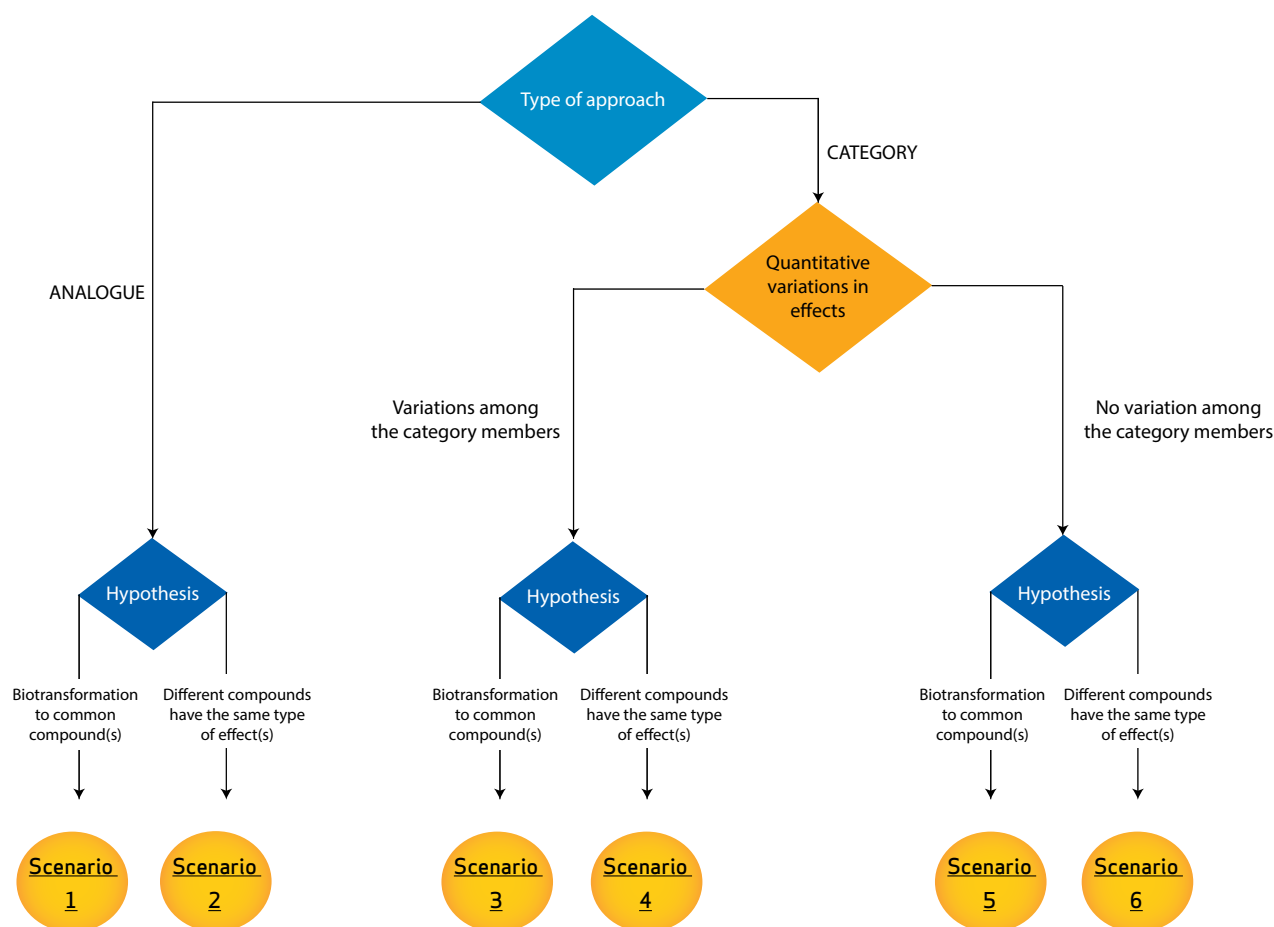 Type of approach
CATEGORY
Quantitative
variations in
effects
ANALOGUE
Variations among
the category members
No variation among
the category members
Hypothesis
Hypothesis
Hypothesis
Biotransformation
to common
compound(s)
Different compounds
have the same type
of effect(s)
Biotransformation
to common
compound(s)
Different compounds
have the same type
of effect(s)
Biotransformation
to common
compound(s)
Different compounds
have the same type
of effect(s)
Scenario
1
Scenario
2
Scenario
3
Scenario
4
Scenario
5
Scenario
6